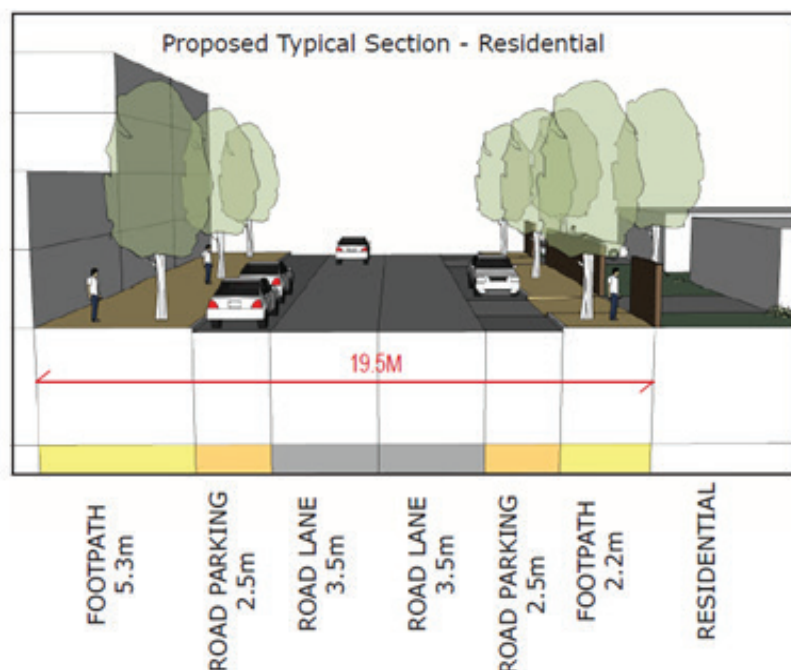 Proposed Typical Section - Residential
19.5M
FOOTPATH
5.3m
ROAD PARKING
2.5m
ROAD LANE
3.5m
ROAD LANE
3.5m
ROAD PARKING
2.5m
FOOTPATH
2.2m
RESIDENTIAL